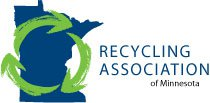 RECYCLING
ASSOCIATION
of Minnesota